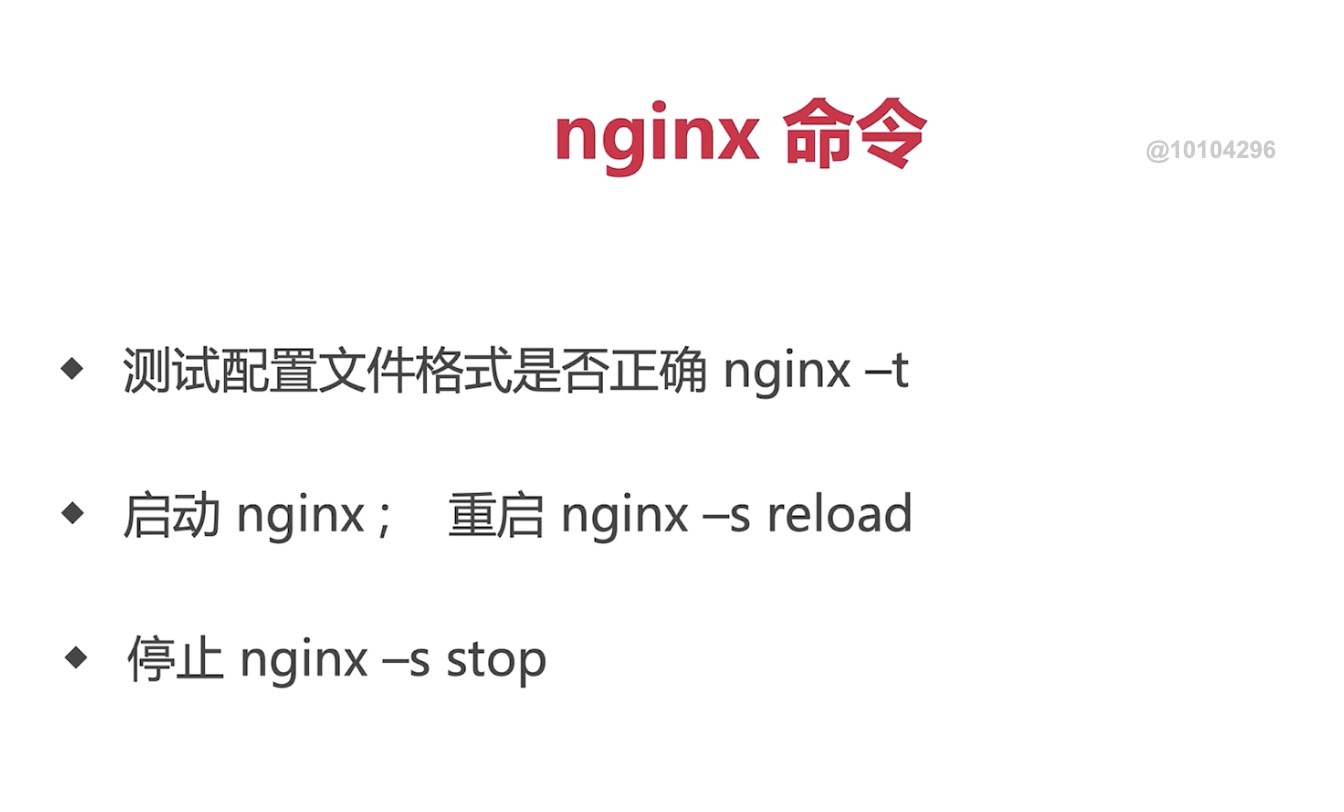 nginx 命令
@10104296
◆ 测试配置文件格式是否正确 nginx –t
◆ 启动 nginx ; 重启 nginx –s reload
◆ 停止 nginx –s stop